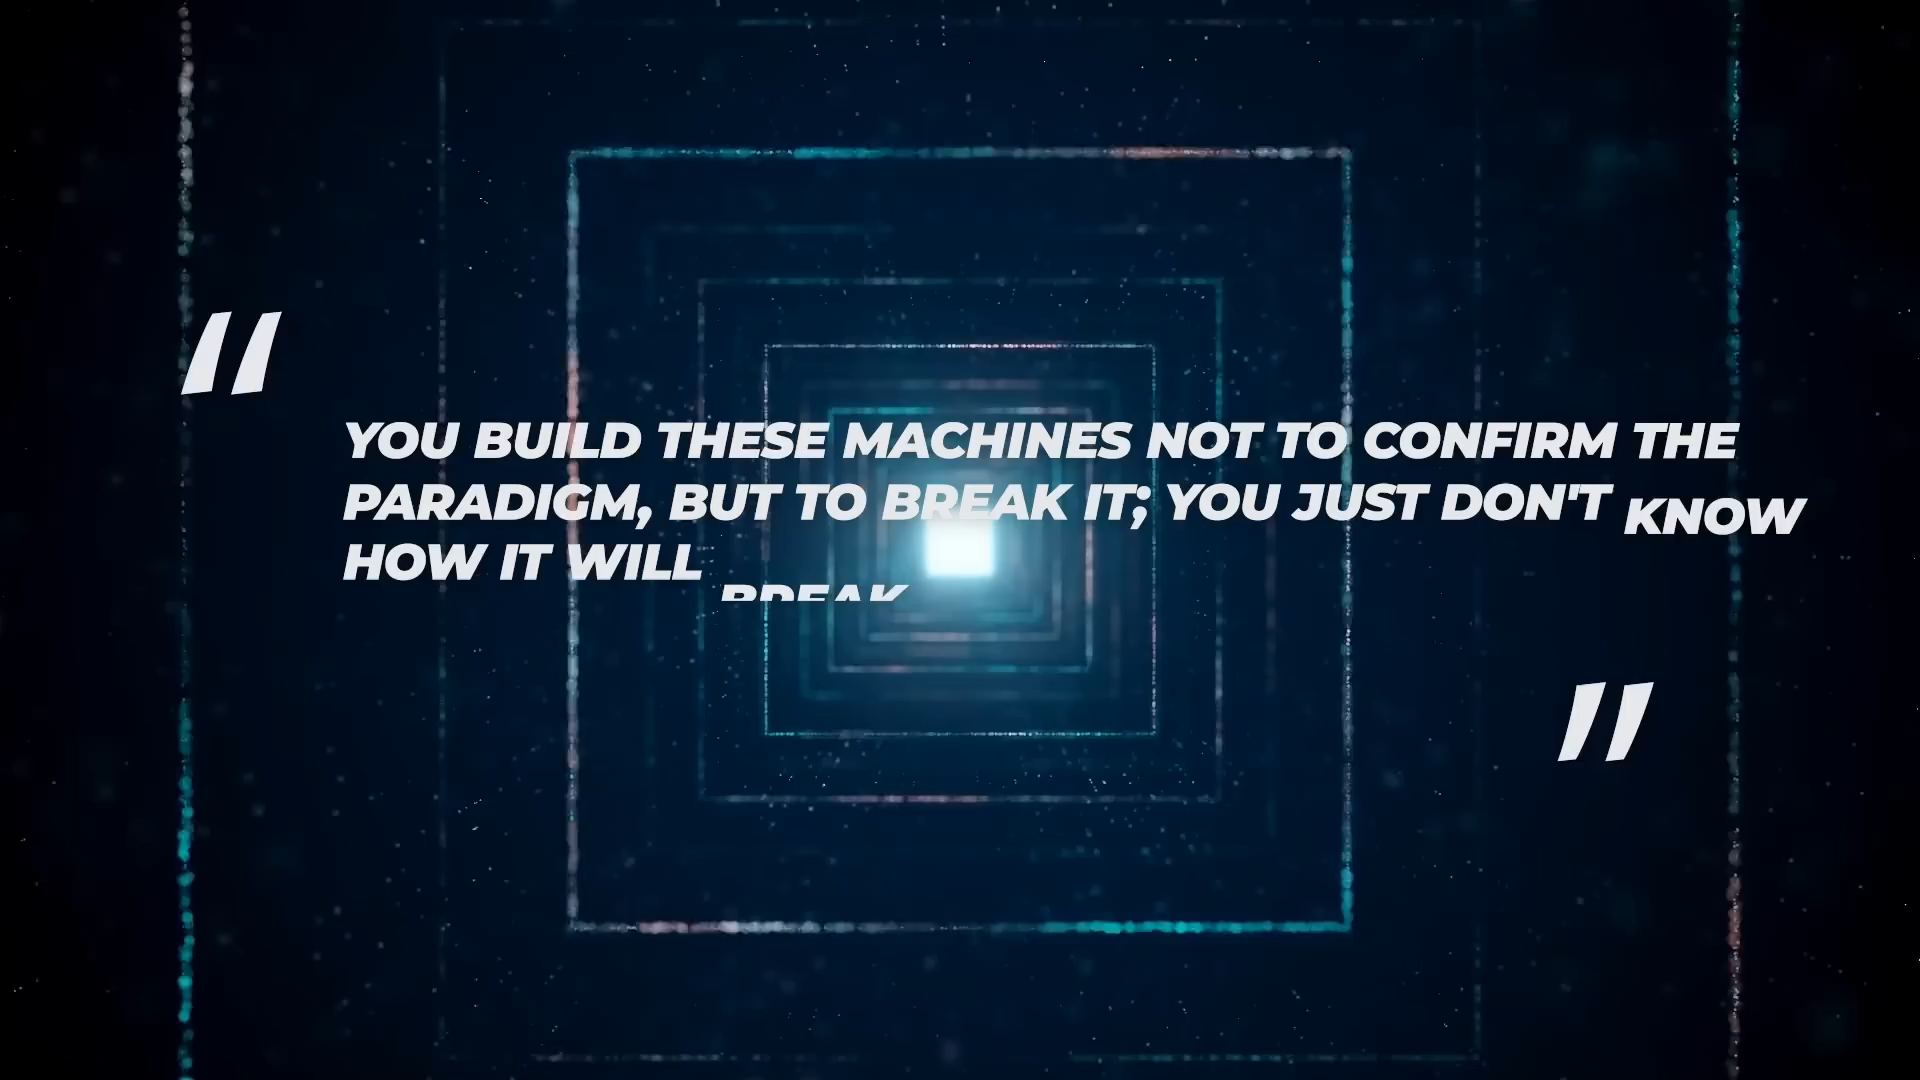 “
YOU BUILD THESE MACHINES NOT TO CONFIRM THE
PARADIGM, BUT TO BREAK IT; YOU JUST DON'T KNOW
HOW IT WILL BREAK
”